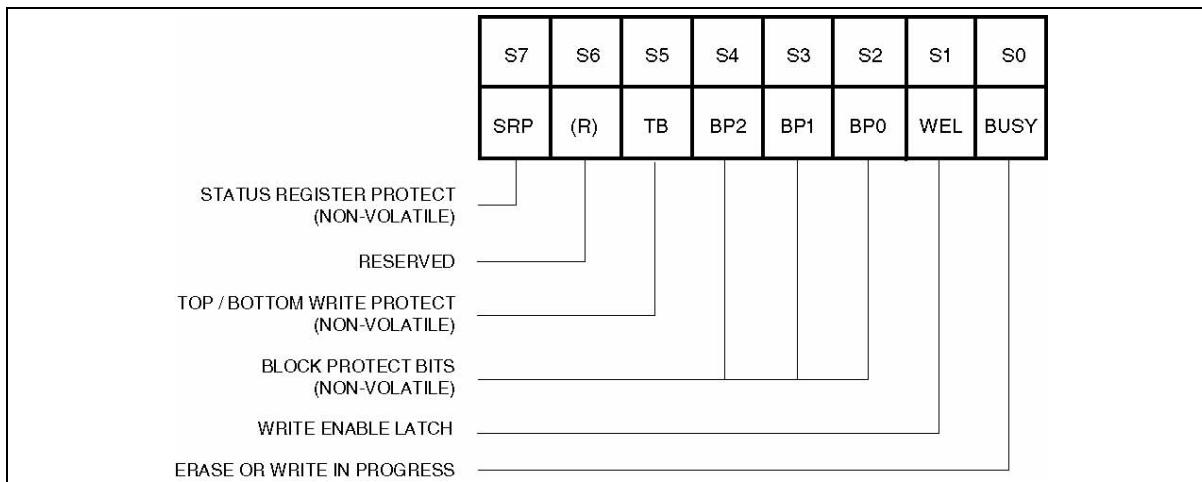 S7 S6 S5 S4 S3 S2 S1 S0
SRP (R) TB BP2 BP1 BP0 WEL BUSY
STATUS REGISTER PROTECT
(NON-VOLATILE)
RESERVED
TOP / BOTTOM WRITE PROTECT
(NON-VOLATILE)
BLOCK PROTECT BITS
(NON-VOLATILE)
WRITE ENABLE LATCH
ERASE OR WRITE IN PROGRESS